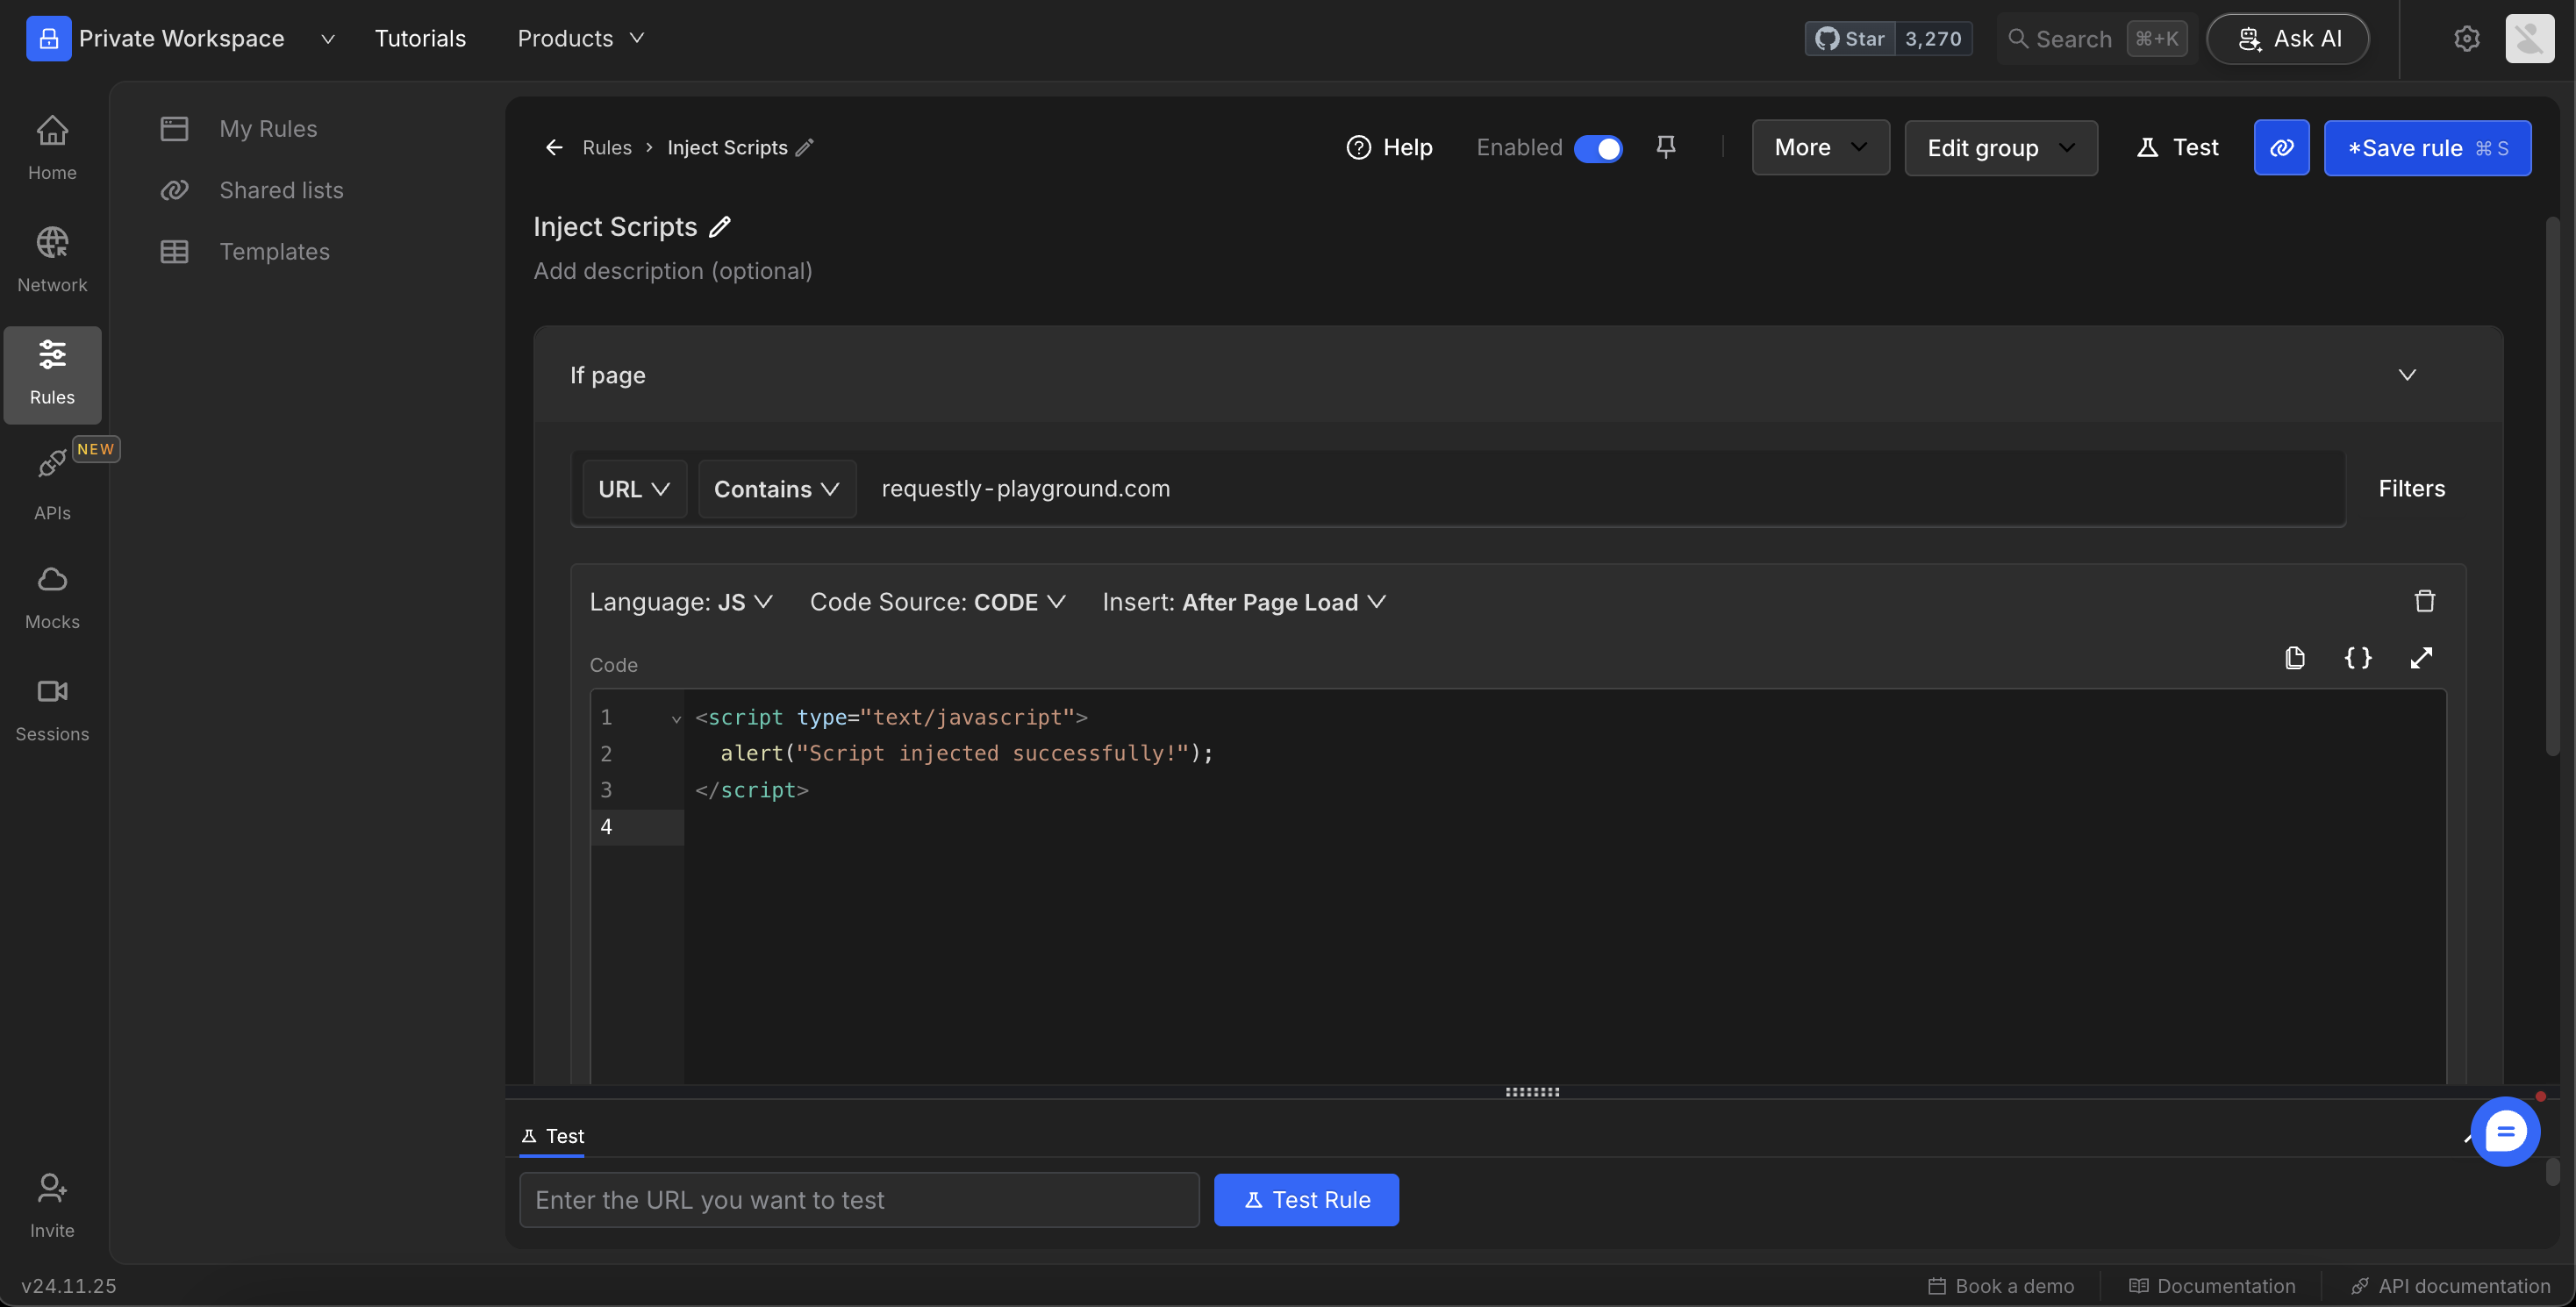 Private Workspace Tutorials Products Star 3,270 Search ⌘+K Ask AI
Home
Network
Rules
NEW
APIs
Mocks
Sessions
Invite
My Rules
Shared lists
Templates
Rules › Inject Scripts Help Enabled More Edit group Test *Save rule ⌘ S
Inject Scripts
Add description (optional)
If page
URL Contains requestly-playground.com Filters
Language: JS Code Source: CODE Insert: After Page Load
Code
1 <script type="text/javascript">
2 alert("Script injected successfully!");
3 </script>
4
Test
Enter the URL you want to test Test Rule
v24.11.25 Book a demo Documentation API documentation